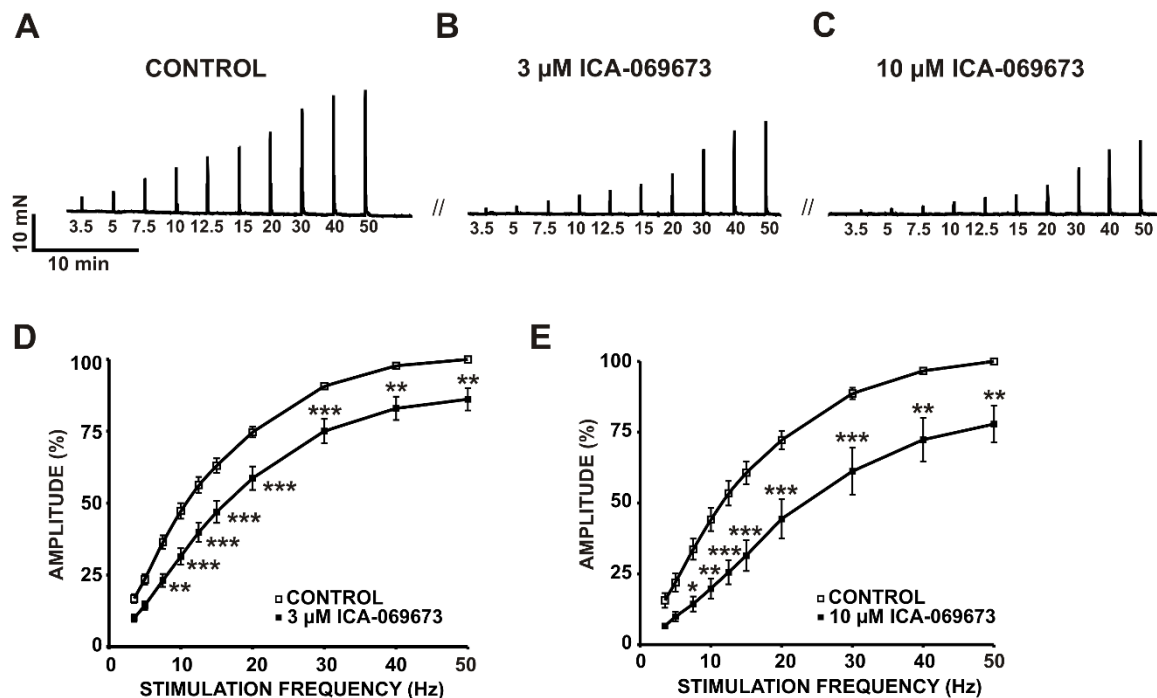 A
B
C
CONTROL
3 µM ICA-069673
10 µM ICA-069673
10 mN
3.5 5 7.5 10 12.5 15 20 30 40 50
//
3.5 5 7.5 10 12.5 15 20 30 40 50
//
3.5 5 7.5 10 12.5 15 20 30 40 50
10 min
D
AMPLITUDE (%)
100
75
50
25
0
** *** *** *** *** *** ** **
CONTROL
3 µM ICA-069673
0 10 20 30 40 50
STIMULATION FREQUENCY (Hz)
E
AMPLITUDE (%)
100
75
50
25
0
* ** *** *** *** *** ** **
CONTROL
10 µM ICA-069673
0 10 20 30 40 50
STIMULATION FREQUENCY (Hz)